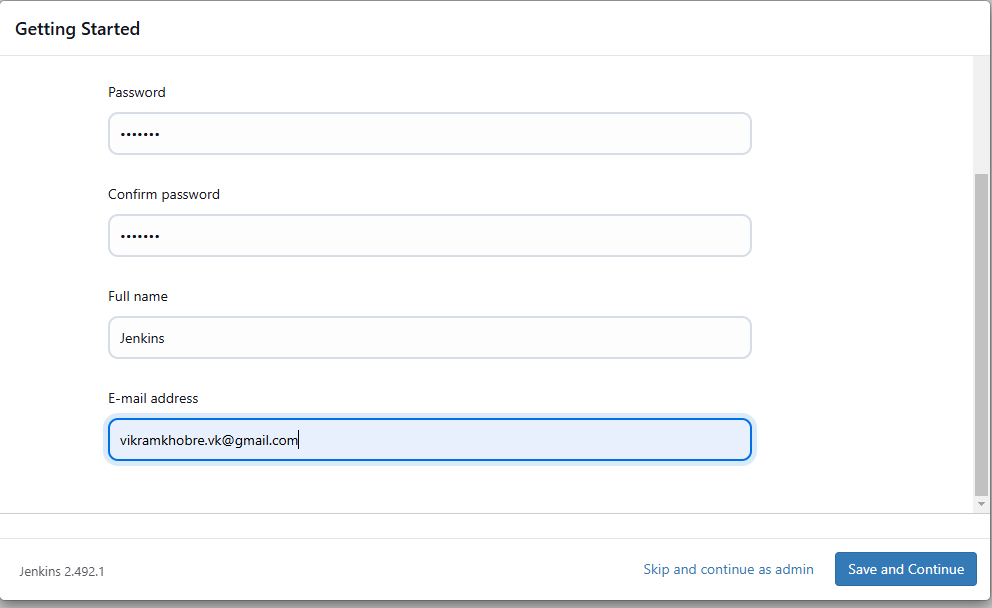 Getting Started
Password
•••••••
Confirm password
•••••••
Full name
Jenkins
E-mail address
vikramkhobre.vk@gmail.com
Jenkins 2.492.1
Skip and continue as admin
Save and Continue